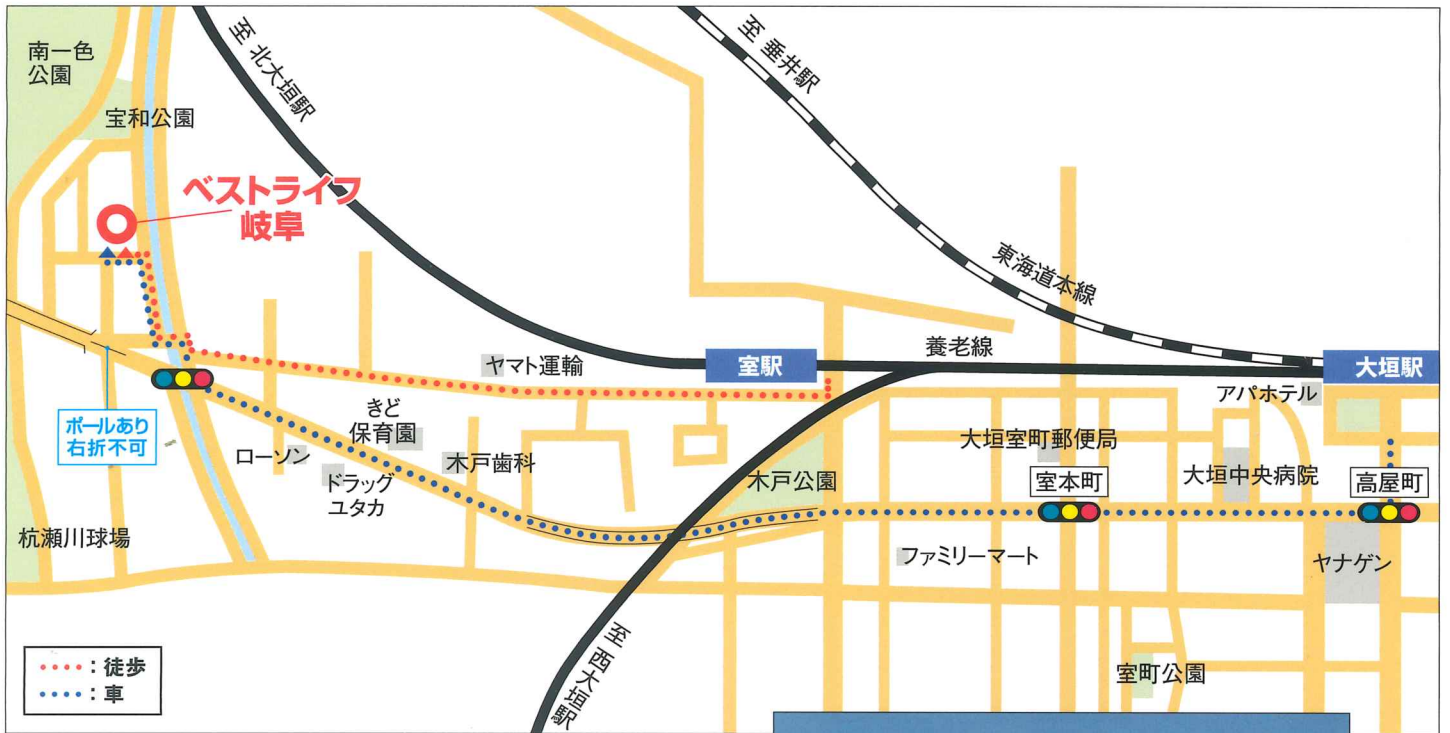 南一色
公園
宝和公園
至 北大垣駅
至 垂井駅
ベストライフ
岐阜
東海道本線
養老線
室駅
大垣駅
アパホテル
ヤマト運輸
ポールあり
右折不可
きど
保育園
ローソン
ドラッグ
ユタカ
木戸歯科
木戸公園
大垣室町郵便局
室本町
大垣中央病院
高屋町
杭瀬川球場
ファミリーマート
ヤナゲン
至 西大垣駅
室町公園
：徒歩
：車